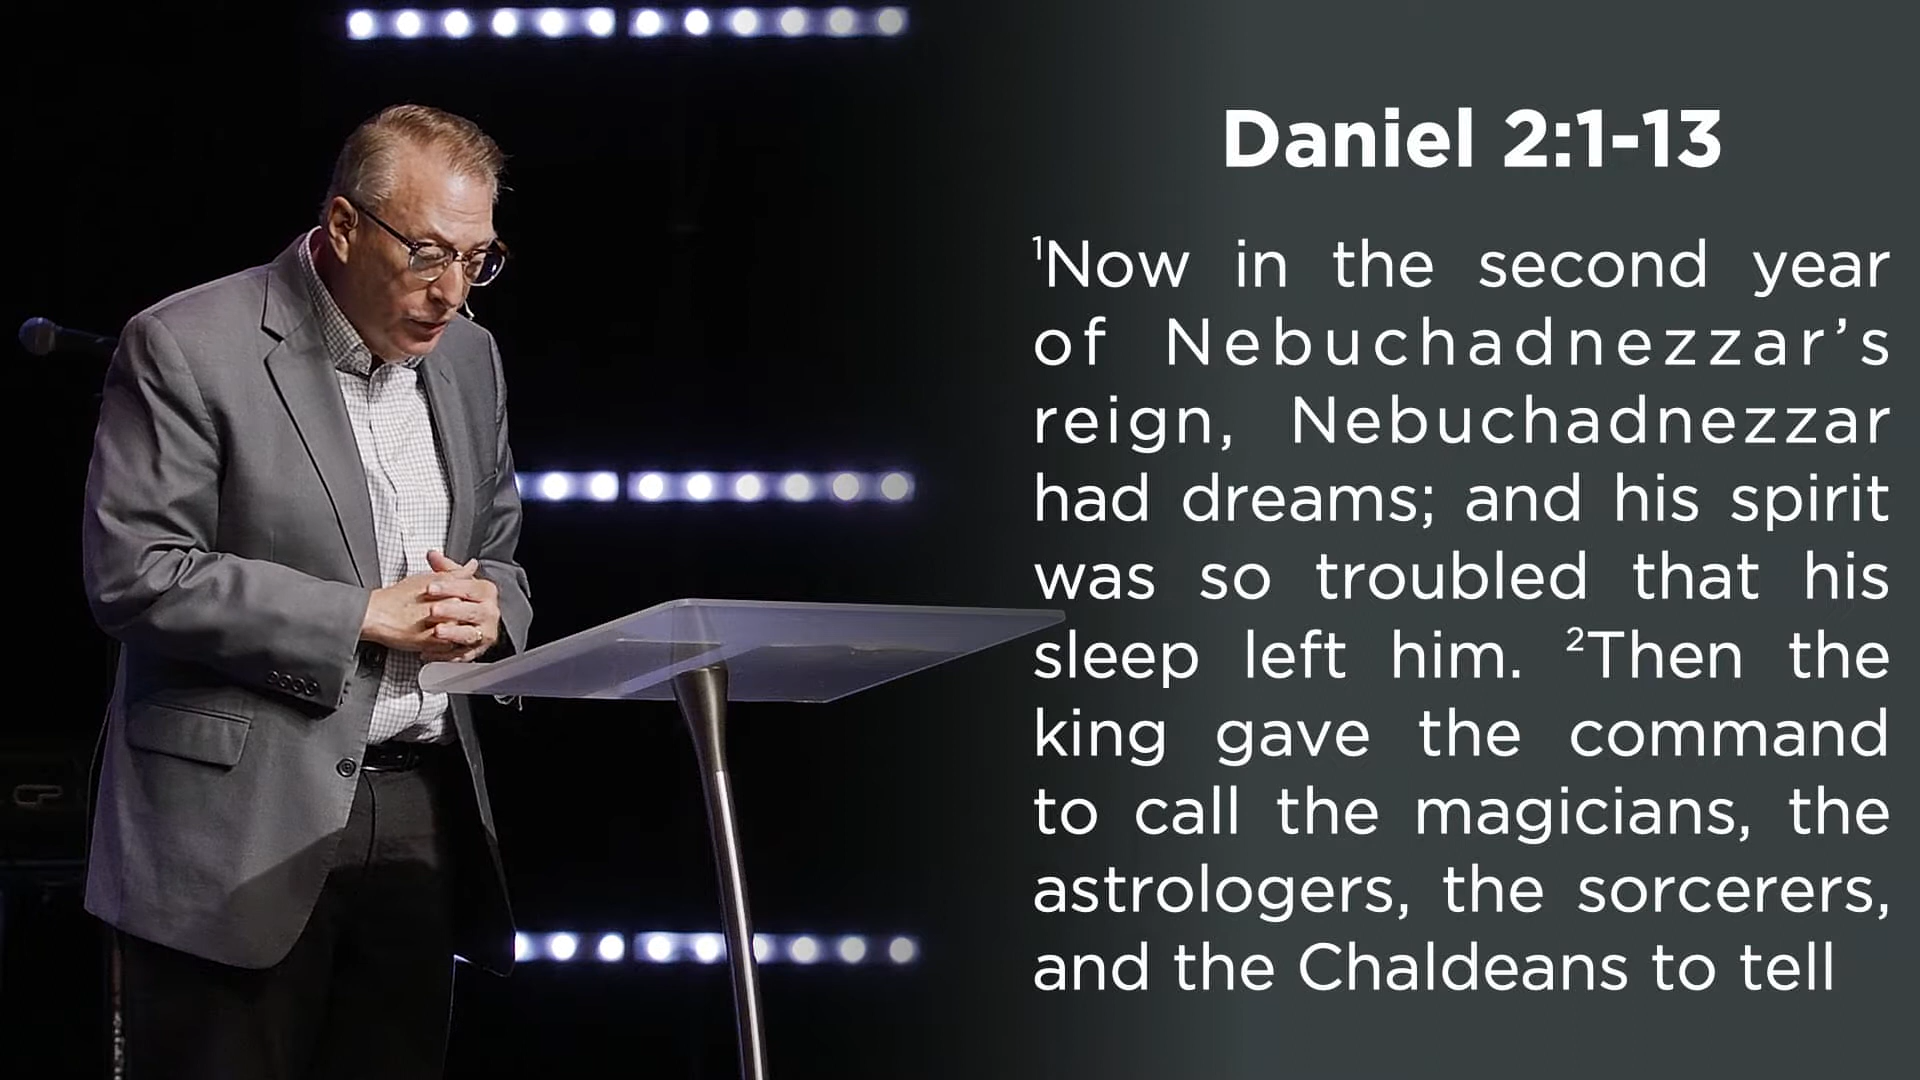 Daniel 2:1-13
¹Now in the second year
of Nebuchadnezzar’s
reign, Nebuchadnezzar
had dreams; and his spirit
was so troubled that his
sleep left him. ²Then the
king gave the command
to call the magicians, the
astrologers, the sorcerers,
and the Chaldeans to tell